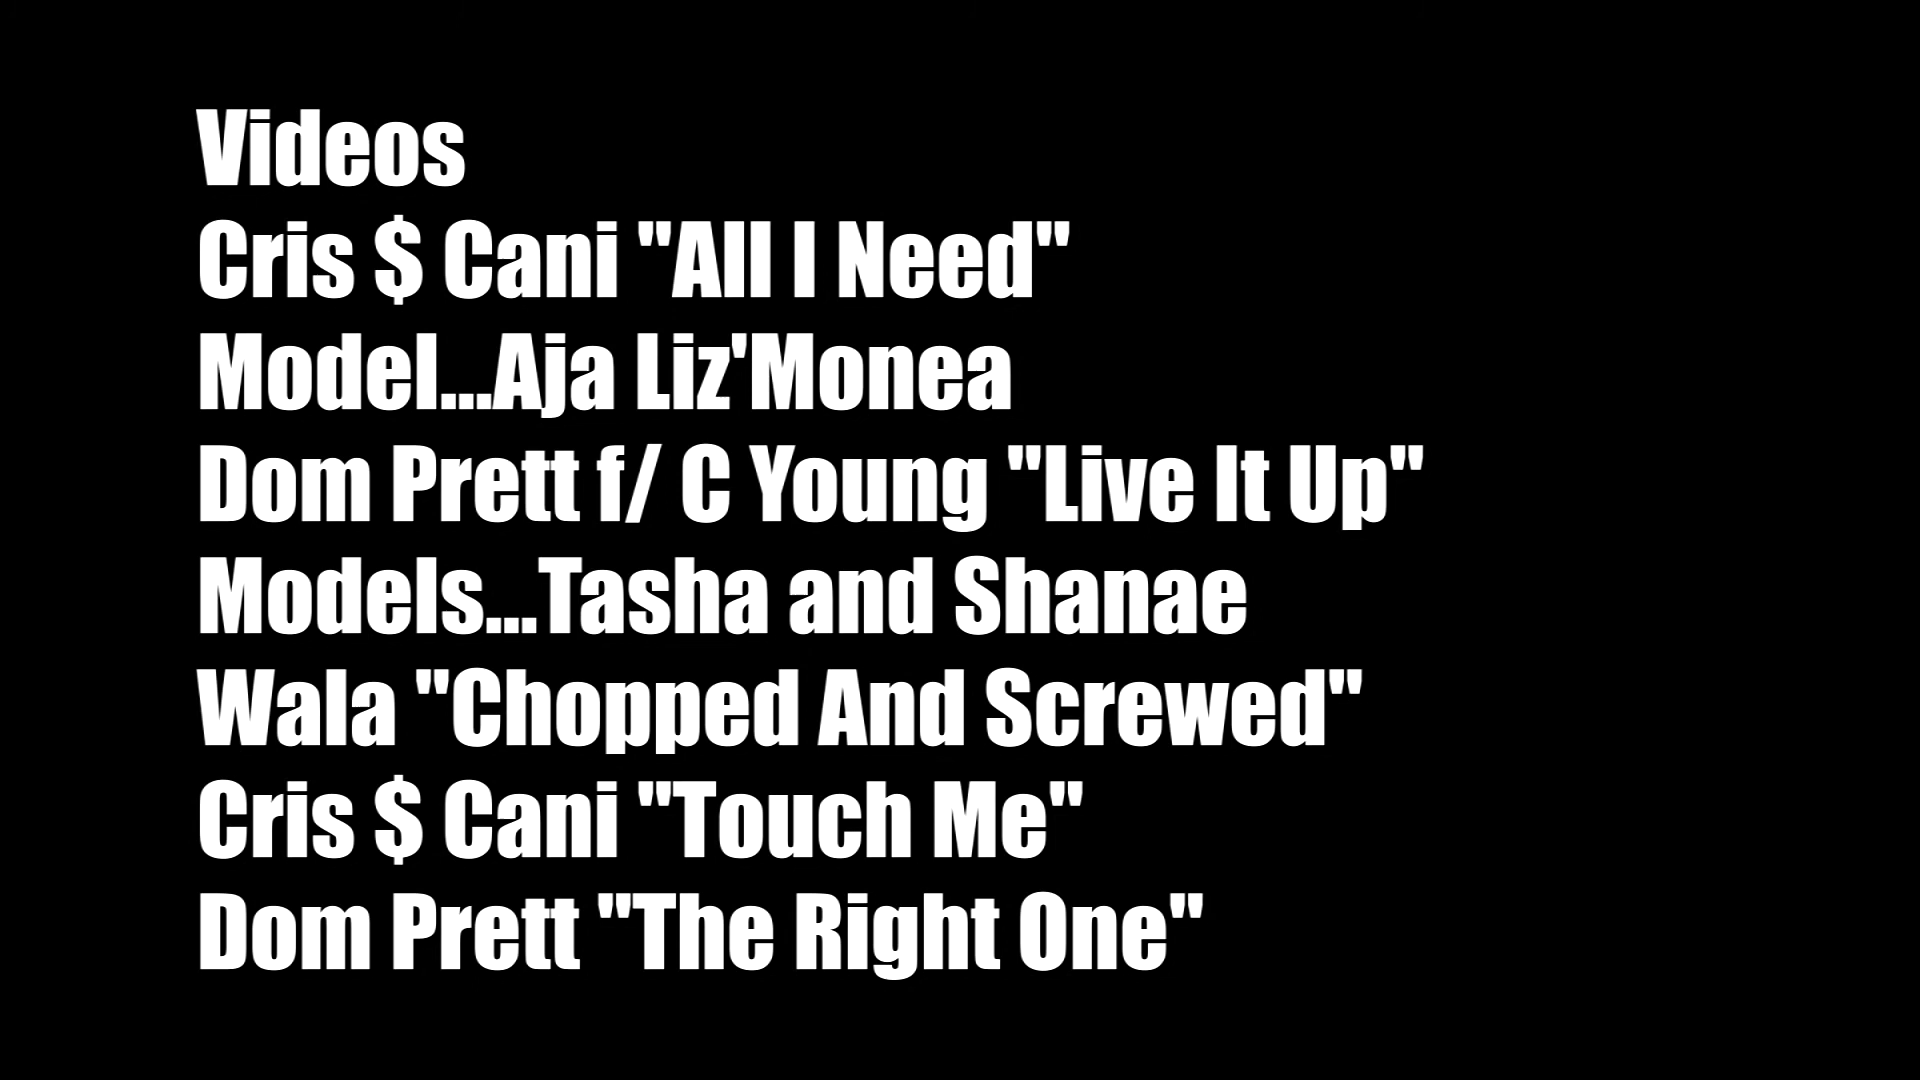 Videos
Cris $ Cani "All I Need"
Model...Aja Liz'Monea
Dom Prett f/ C Young "Live It Up"
Models...Tasha and Shanae
Wala "Chopped And Screwed"
Cris $ Cani "Touch Me"
Dom Prett "The Right One"